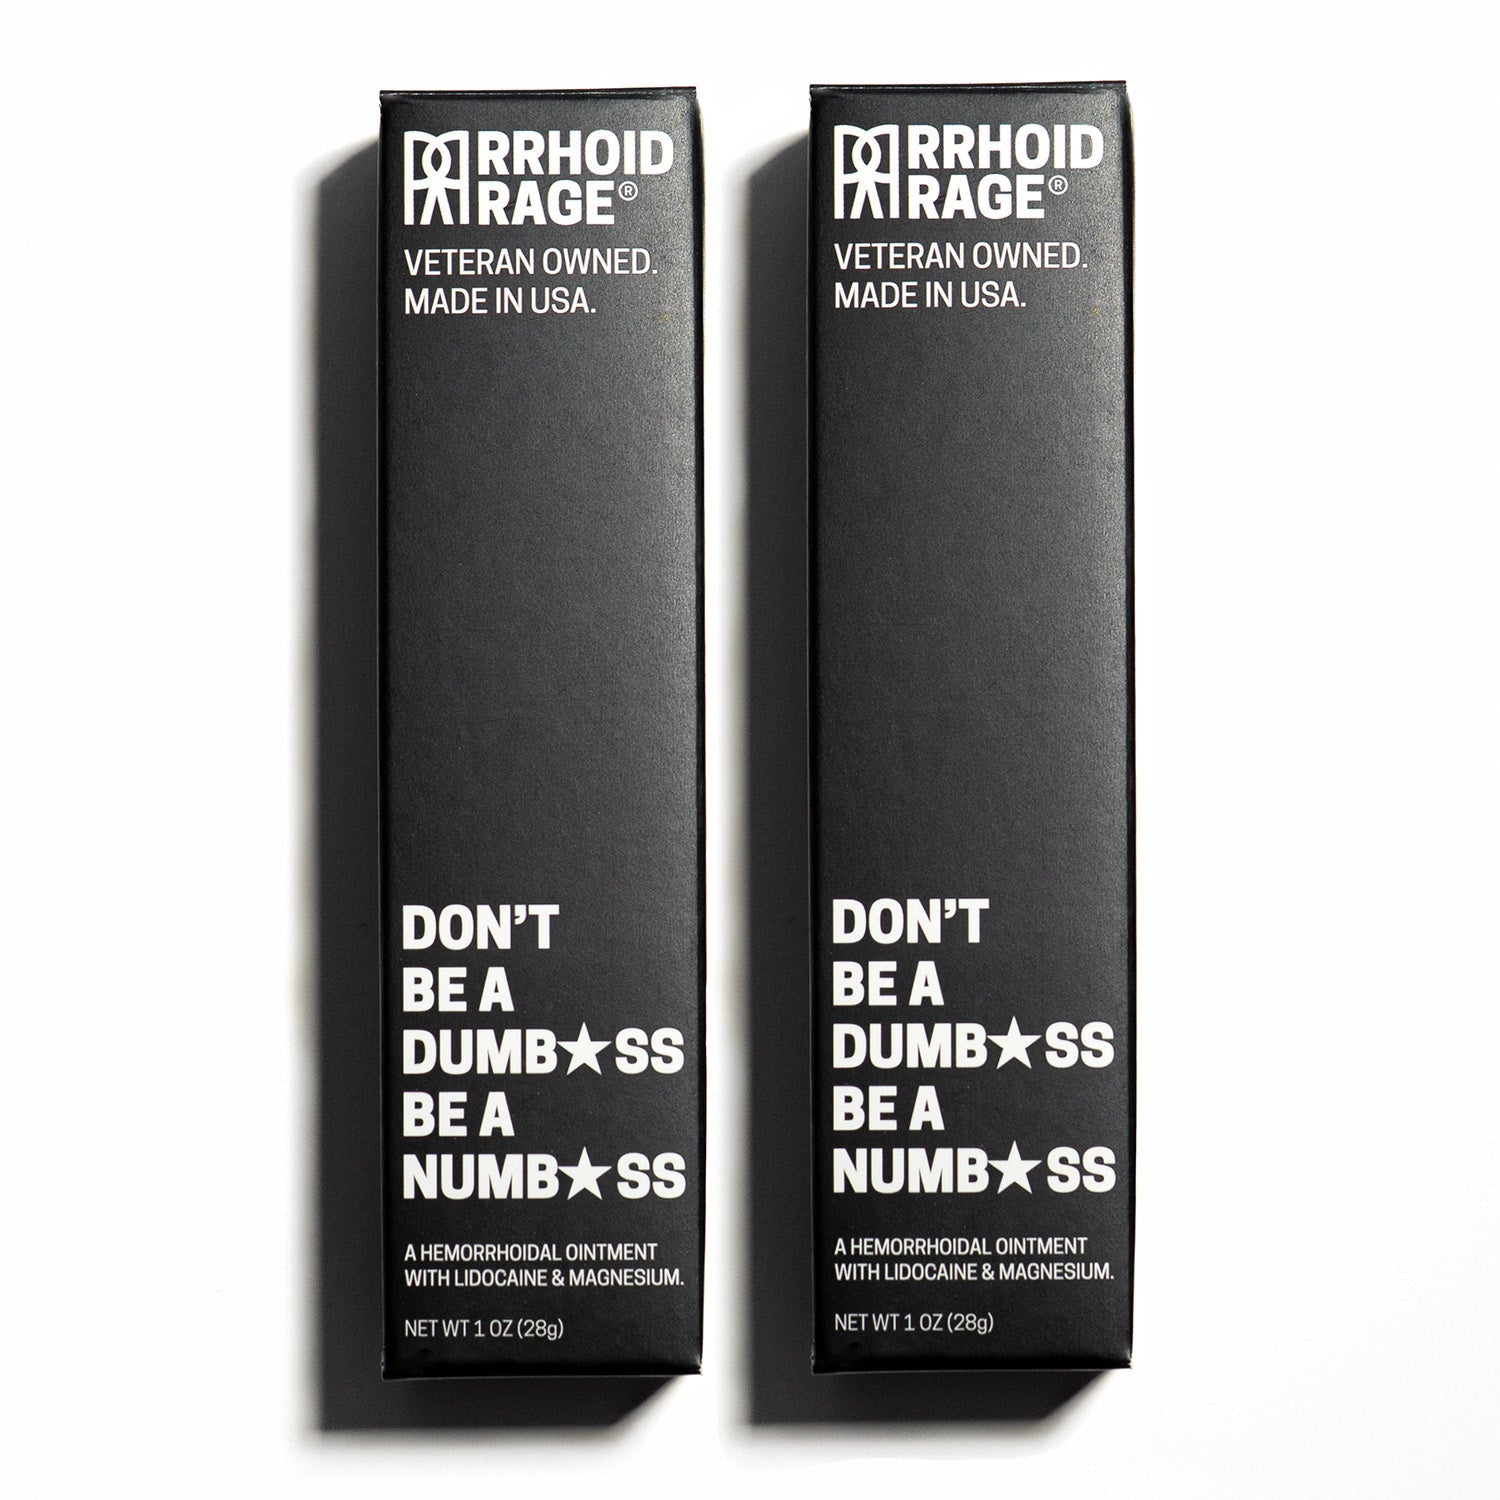 RRHOID
RAGE®
VETERAN OWNED.
MADE IN USA.
DON'T
BE A
DUMB★SS
BE A
NUMB★SS
A HEMORRHOIDAL OINTMENT
WITH LIDOCAINE & MAGNESIUM.
NET WT 1 OZ (28g)
RRHOID
RAGE®
VETERAN OWNED.
MADE IN USA.
DON'T
BE A
DUMB★SS
BE A
NUMB★SS
A HEMORRHOIDAL OINTMENT
WITH LIDOCAINE & MAGNESIUM.
NET WT 1 OZ (28g)